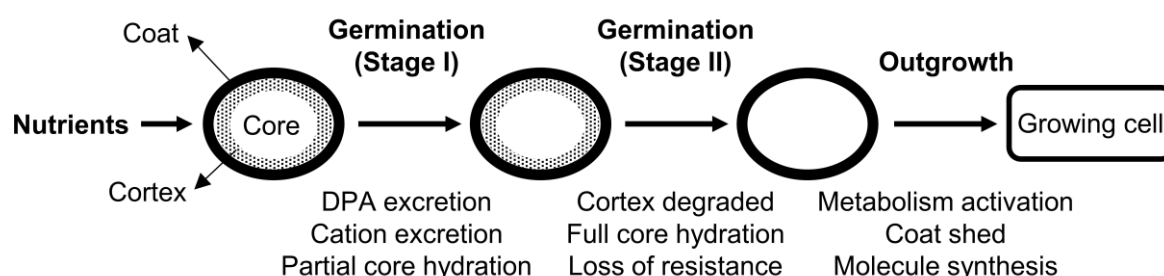 Coat
Germination
(Stage I)
Germination
(Stage II)
Outgrowth
Nutrients
Core
Growing cell
Cortex
DPA excretion
Cation excretion
Partial core hydration
Cortex degraded
Full core hydration
Loss of resistance
Metabolism activation
Coat shed
Molecule synthesis